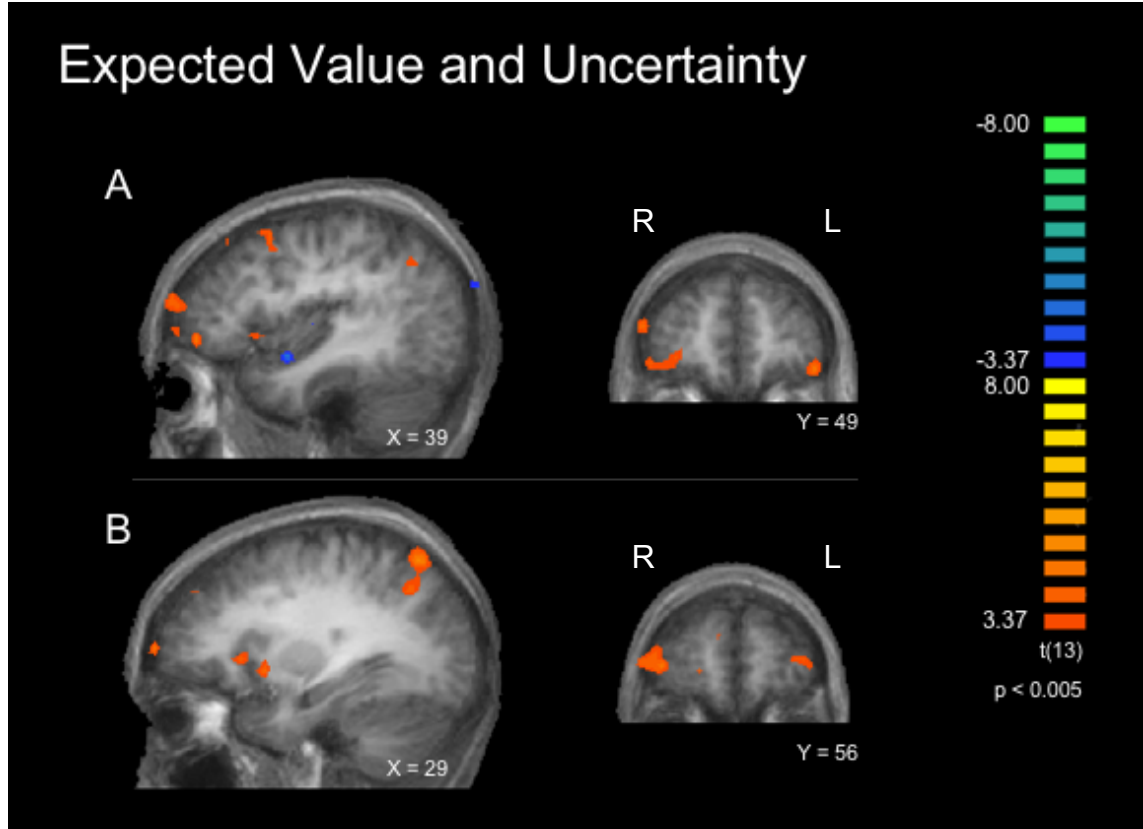 Expected Value and Uncertainty
A
R
L
X = 39
Y = 49
B
R
L
X = 29
Y = 56
-8.00
-3.37
8.00
3.37
t(13)
p < 0.005